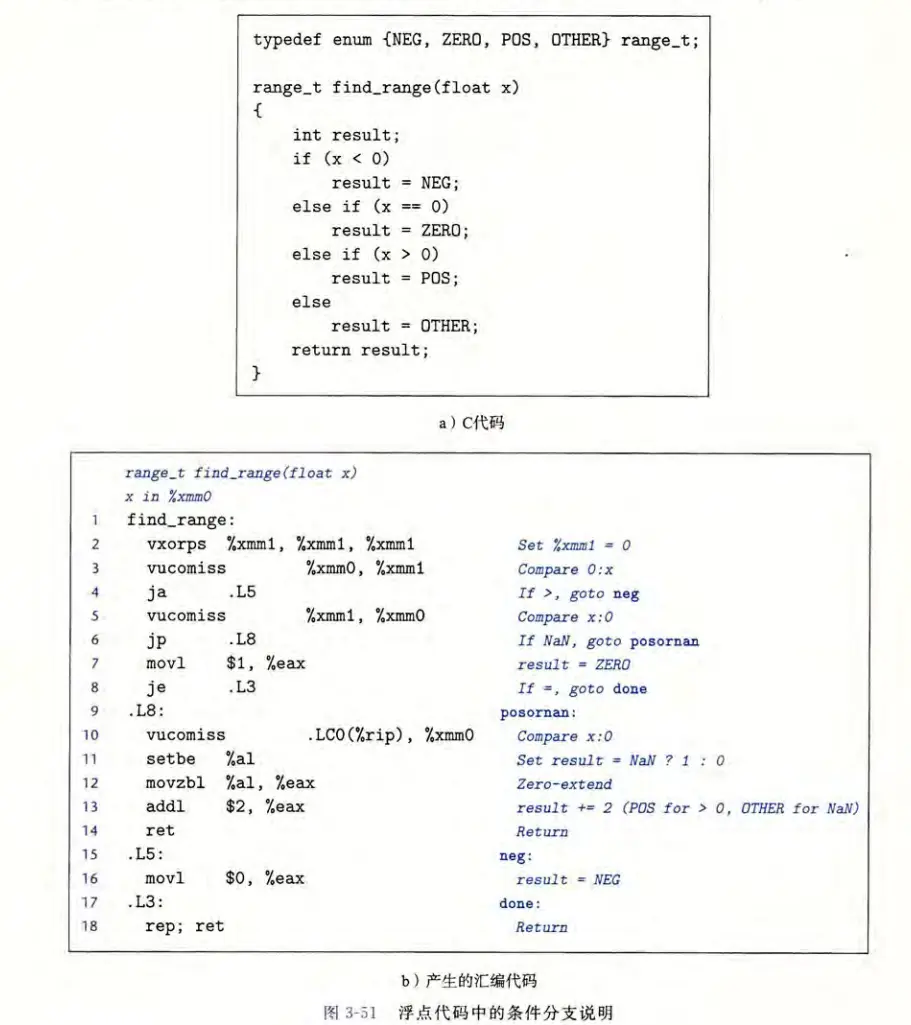 typedef enum {NEG, ZERO, POS, OTHER} range_t;
range_t find_range(float x)
{
int result;
if (x < 0)
result = NEG;
else if (x == 0)
result = ZERO;
else if (x > 0)
result = POS;
else
result = OTHER;
return result;
}
a）C代码
range_t find_range(float x)
x in %xmm0
1 find_range:
2 vxorps %xmm1, %xmm1, %xmm1 Set %xmm1 = 0
3 vucomiss %xmm0, %xmm1 Compare 0:x
4 ja .L5 If >, goto neg
5 vucomiss %xmm1, %xmm0 Compare x:0
6 jp .L8 If NaN, goto posornan
7 movl $1, %eax result = ZERO
8 je .L3 If =, goto done
9 .L8: posornan:
10 vucomiss .LC0(%rip), %xmm0 Compare x:0
11 setbe %al Set result = NaN ? 1 : 0
12 movzbl %al, %eax Zero-extend
13 addl $2, %eax result += 2 (POS for > 0, OTHER for NaN)
14 ret Return
15 .L5: neg:
16 movl $0, %eax result = NEG
17 .L3: done:
18 rep; ret Return
b）产生的汇编代码
图 3-51 浮点代码中的条件分支说明